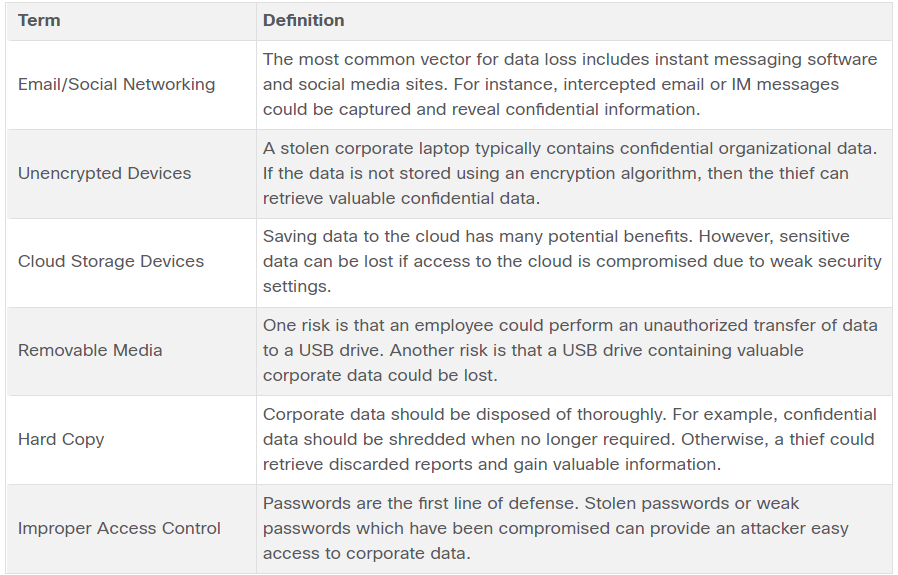 Term
Definition
Email/Social Networking
The most common vector for data loss includes instant messaging software
and social media sites. For instance, intercepted email or IM messages
could be captured and reveal confidential information.
Unencrypted Devices
A stolen corporate laptop typically contains confidential organizational data.
If the data is not stored using an encryption algorithm, then the thief can
retrieve valuable confidential data.
Cloud Storage Devices
Saving data to the cloud has many potential benefits. However, sensitive
data can be lost if access to the cloud is compromised due to weak security
settings.
Removable Media
One risk is that an employee could perform an unauthorized transfer of data
to a USB drive. Another risk is that a USB drive containing valuable
corporate data could be lost.
Hard Copy
Corporate data should be disposed of thoroughly. For example, confidential
data should be shredded when no longer required. Otherwise, a thief could
retrieve discarded reports and gain valuable information.
Improper Access Control
Passwords are the first line of defense. Stolen passwords or weak
passwords which have been compromised can provide an attacker easy
access to corporate data.